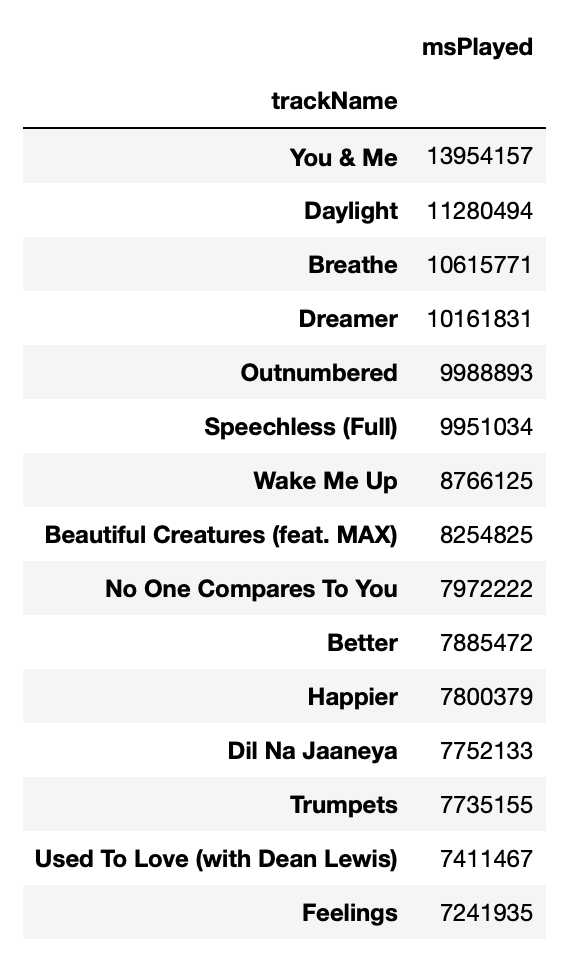 msPlayed
trackName
You & Me 13954157
Daylight 11280494
Breathe 10615771
Dreamer 10161831
Outnumbered 9988893
Speechless (Full) 9951034
Wake Me Up 8766125
Beautiful Creatures (feat. MAX) 8254825
No One Compares To You 7972222
Better 7885472
Happier 7800379
Dil Na Jaaneya 7752133
Trumpets 7735155
Used To Love (with Dean Lewis) 7411467
Feelings 7241935